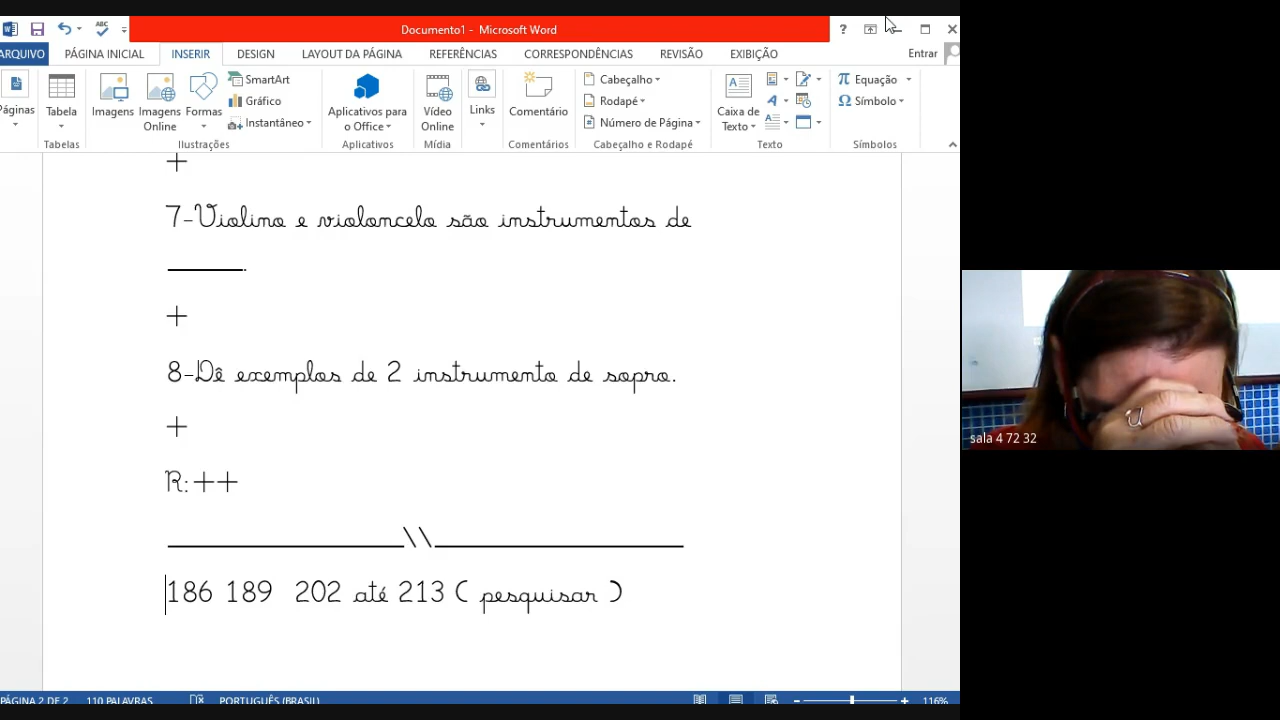 Documento1 - Microsoft Word
?
Entrar
ARQUIVO PÁGINA INICIAL INSERIR DESIGN LAYOUT DA PÁGINA REFERÊNCIAS CORRESPONDÊNCIAS REVISÃO EXIBIÇÃO
Páginas
Tabela
Imagens
Imagens Online
Formas
SmartArt
Gráfico
Instantâneo
Aplicativos para o Office
Vídeo Online
Links
Comentário
Cabeçalho
Rodapé
Número de Página
Caixa de Texto
Equação
Símbolo
Tabelas Ilustrações Aplicativos Mídia Comentários Cabeçalho e Rodapé Texto Símbolos
+
7-Violino e violoncelo são instrumentos de
________.
+
8-Dê exemplos de 2 instrumento de sopro.
+
R:++
____________________\\____________________
186 189 202 até 213 ( pesquisar )
PÁGINA 2 DE 2 110 PALAVRAS PORTUGUÊS (BRASIL) 116%
sala 4 72 32